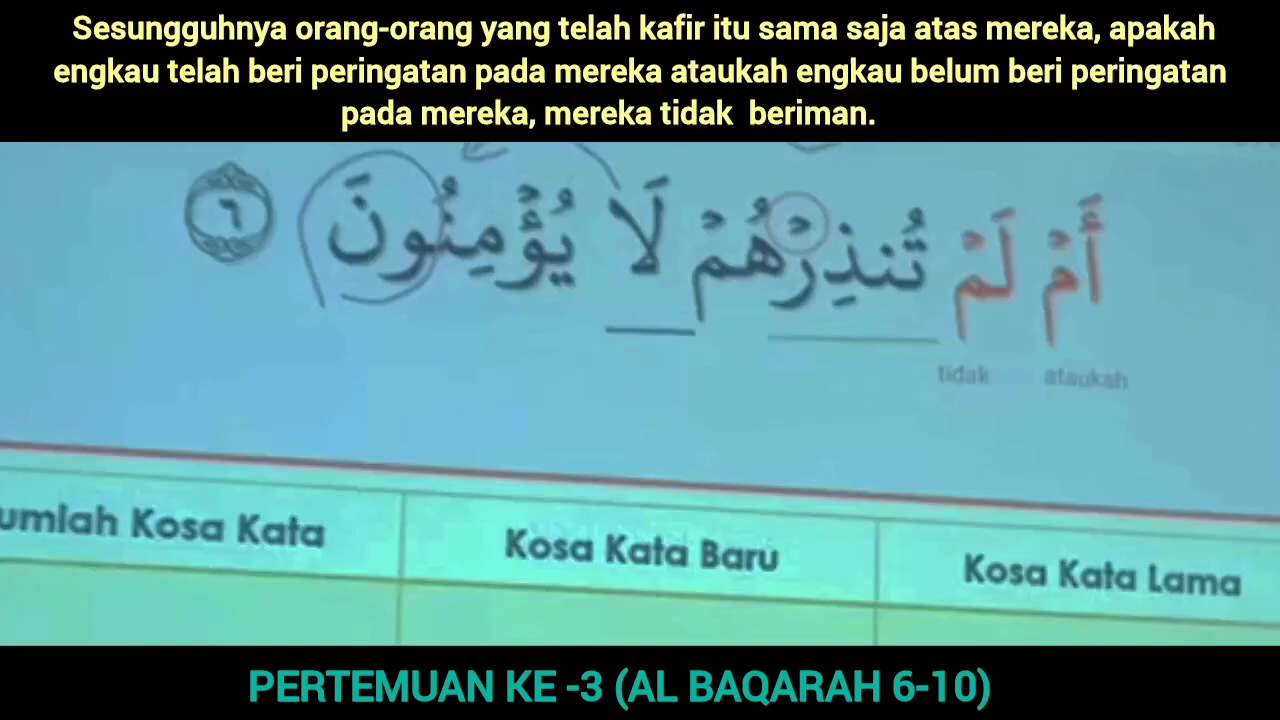 Sesungguhnya orang-orang yang telah kafir itu sama saja atas mereka, apakah
engkau telah beri peringatan pada mereka ataukah engkau belum beri peringatan
pada mereka, mereka tidak beriman.
أَمْ لَمْ تُنذِرْهُمْ لَا يُؤْمِنُونَ ٦
ataukah tidak
umlah Kosa Kata
Kosa Kata Baru
Kosa Kata Lama
PERTEMUAN KE -3 (AL BAQARAH 6-10)